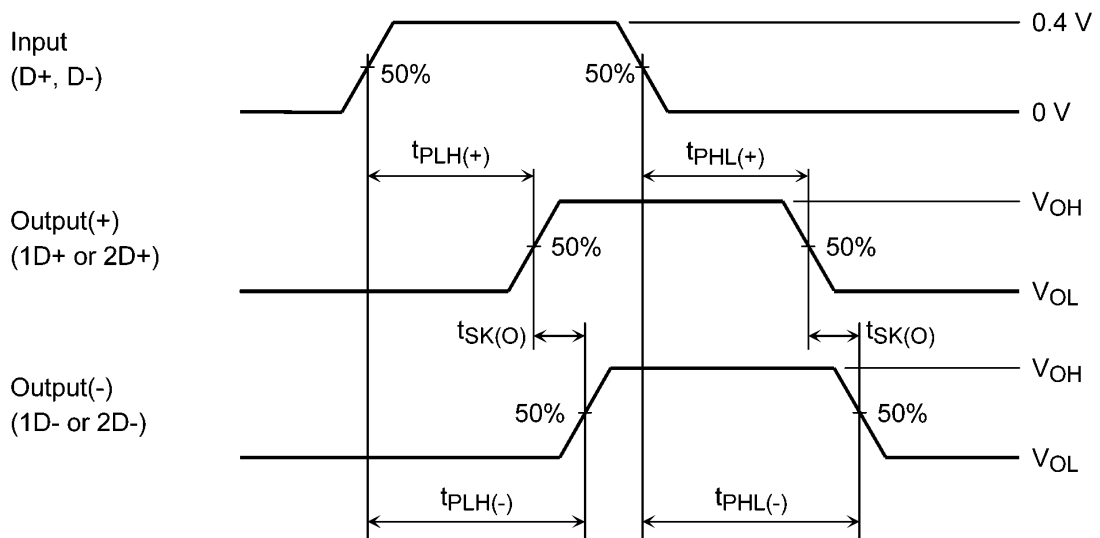 Input
(D+, D-)
50%
50%
0.4 V
0 V
tPLH(+)
tPHL(+)
Output(+)
(1D+ or 2D+)
50%
50%
VOH
VOL
tSK(O)
tSK(O)
Output(-)
(1D- or 2D-)
50%
50%
VOH
VOL
tPLH(-)
tPHL(-)